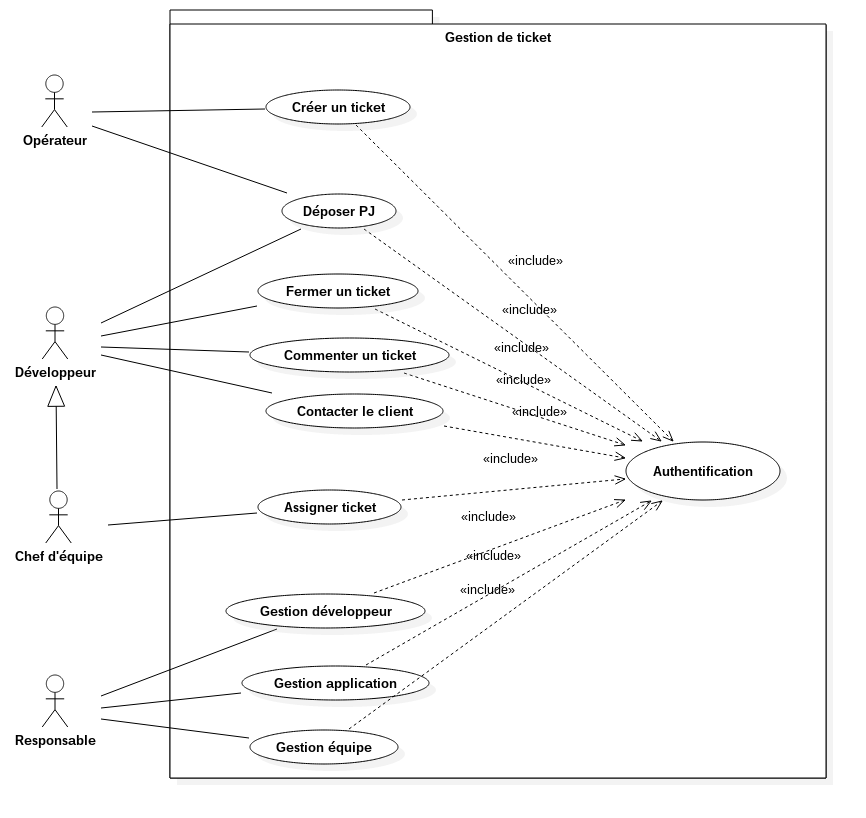 Gestion de ticket
Opérateur
Créer un ticket
Déposer PJ
«include»
Fermer un ticket
«include»
Développeur
Commenter un ticket
«include»
«include»
Contacter le client
«include»
«include»
Authentification
Assigner ticket
«include»
Chef d'équipe
«include»
«include»
Gestion développeur
Gestion application
Responsable
Gestion équipe